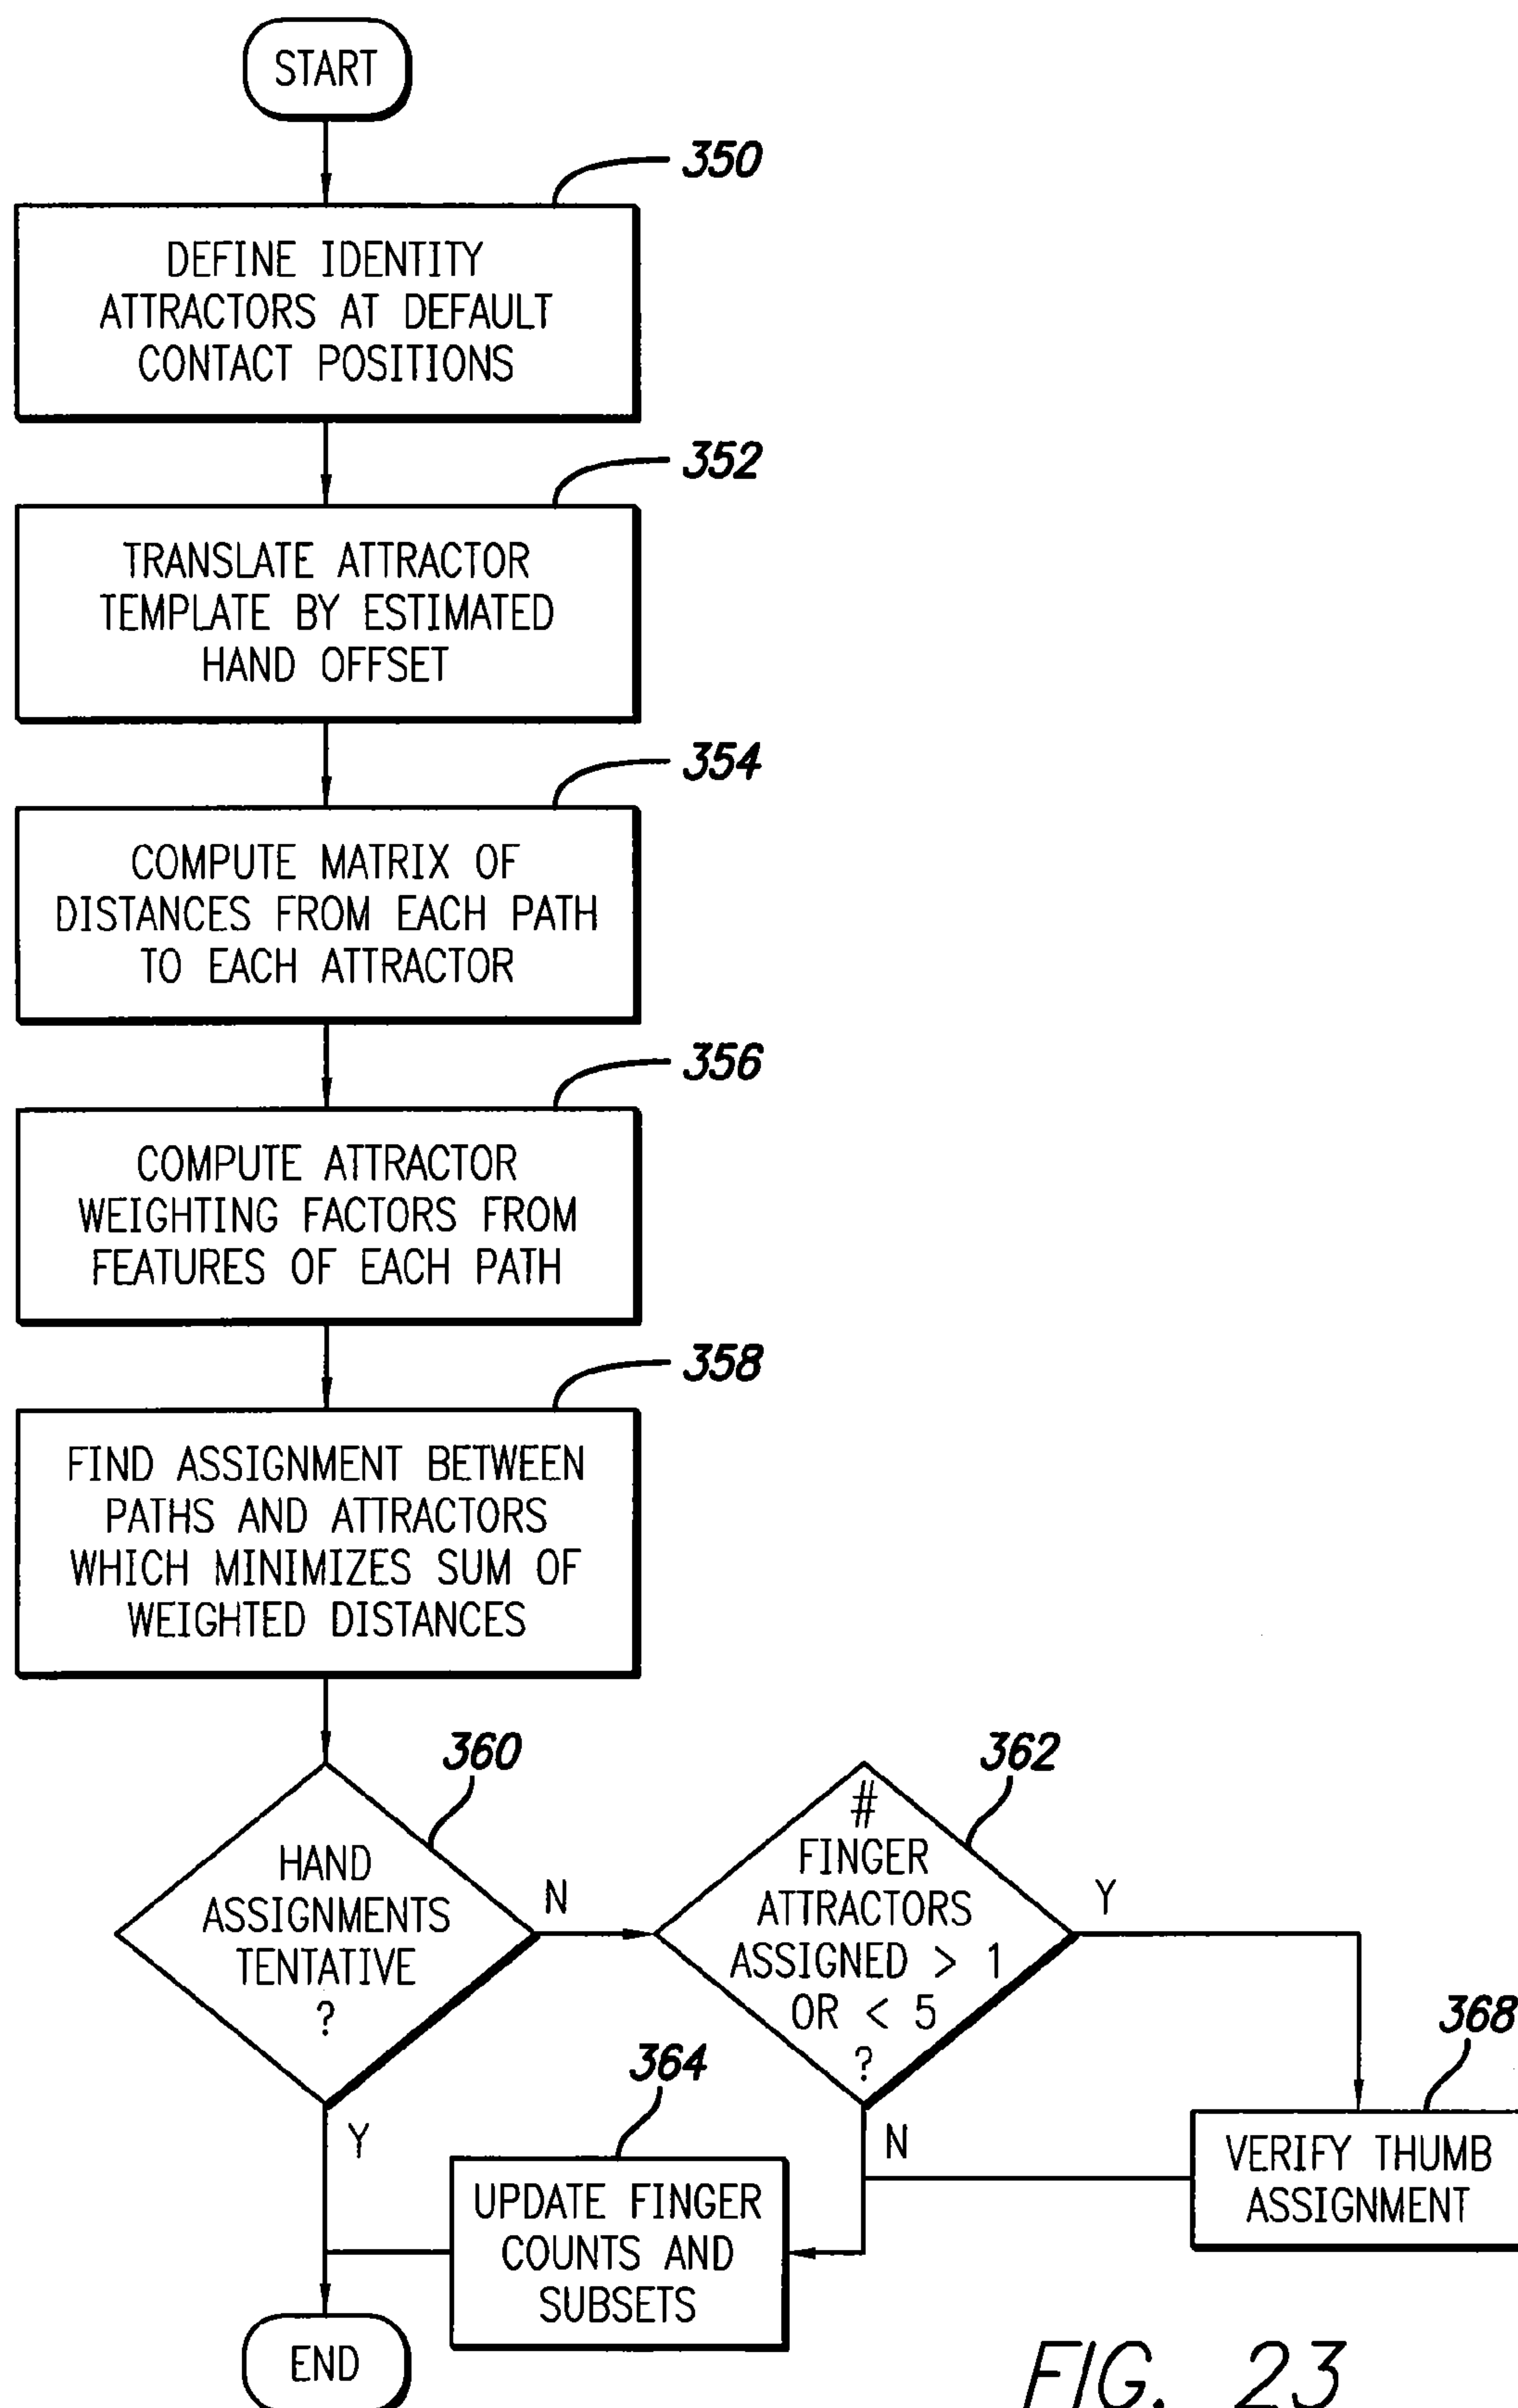 START
350
DEFINE IDENTITY
ATTRACTORS AT DEFAULT
CONTACT POSITIONS
352
TRANSLATE ATTRACTOR
TEMPLATE BY ESTIMATED
HAND OFFSET
354
COMPUTE MATRIX OF
DISTANCES FROM EACH PATH
TO EACH ATTRACTOR
356
COMPUTE ATTRACTOR
WEIGHTING FACTORS FROM
FEATURES OF EACH PATH
358
FIND ASSIGNMENT BETWEEN
PATHS AND ATTRACTORS
WHICH MINIMIZES SUM OF
WEIGHTED DISTANCES
360
HAND
ASSIGNMENTS
TENTATIVE
?
N
Y
362
#
FINGER
ATTRACTORS
ASSIGNED > 1
OR < 5
?
Y
N
368
VERIFY THUMB
ASSIGNMENT
364
UPDATE FINGER
COUNTS AND
SUBSETS
END
FIG. 23